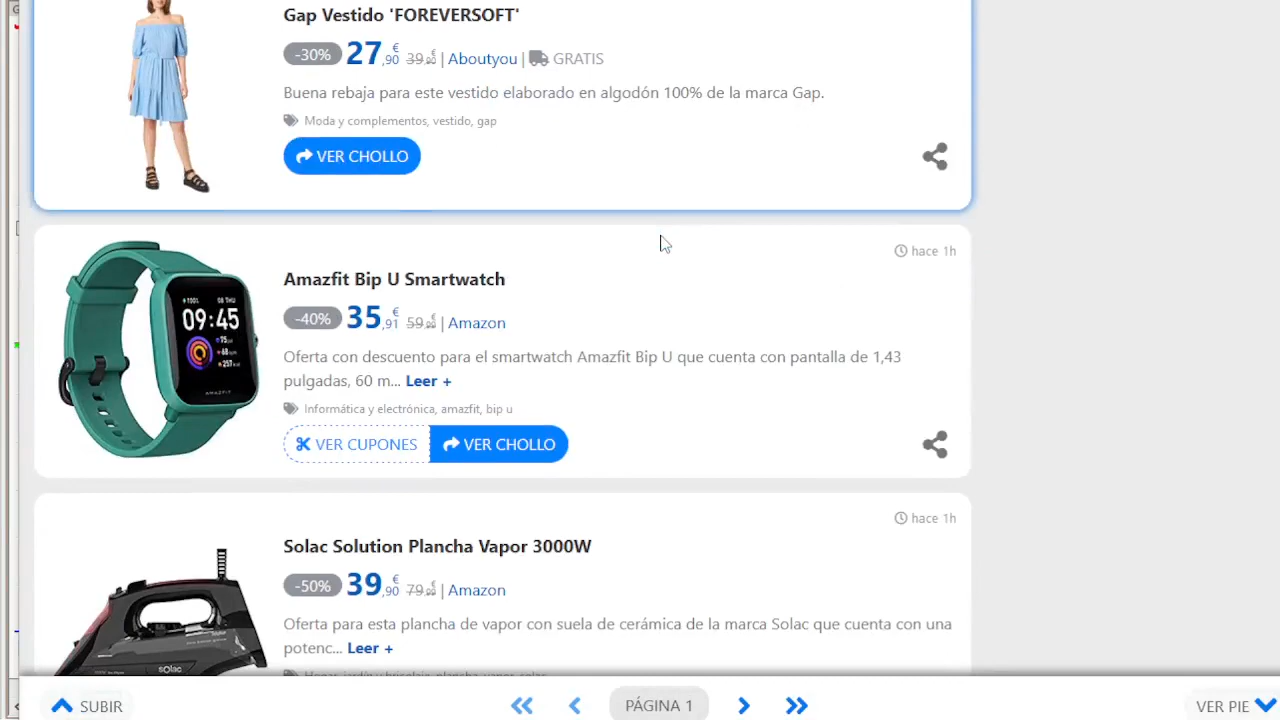 Gap Vestido 'FOREVERSOFT'
-30% 27,90€ 39 | Aboutyou | GRATIS
Buena rebaja para este vestido elaborado en algodón 100% de la marca Gap.
Moda y complementos, vestido, gap
VER CHOLLO
hace 1h
Amazfit Bip U Smartwatch
-40% 35,91€ 59 | Amazon
Oferta con descuento para el smartwatch Amazfit Bip U que cuenta con pantalla de 1,43
pulgadas, 60 m... Leer +
Informática y electrónica, amazfit, bip u
VER CUPONES VER CHOLLO
09:45
AMAZFIT
hace 1h
Solac Solution Plancha Vapor 3000W
-50% 39,90€ 79 | Amazon
Oferta para esta plancha de vapor con suela de cerámica de la marca Solac que cuenta con una
potenc... Leer +
solac
SUBIR
PÁGINA 1
VER PIE